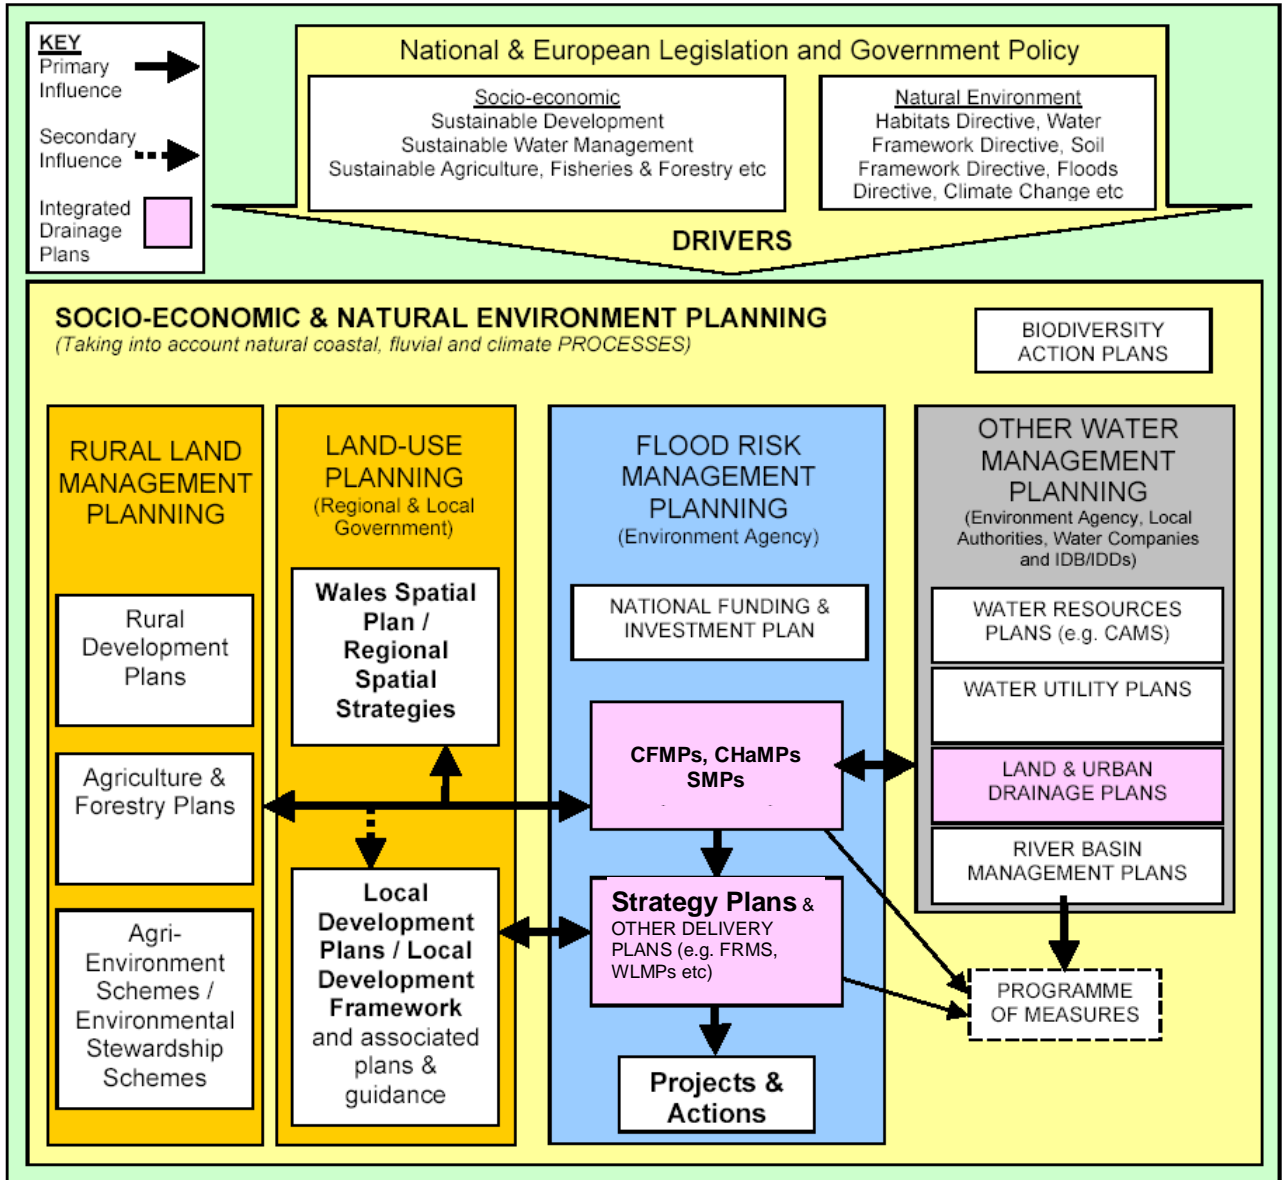 KEY
Primary
Influence
Secondary
Influence
Integrated
Drainage
Plans
National & European Legislation and Government Policy
Socio-economic
Sustainable Development
Sustainable Water Management
Sustainable Agriculture, Fisheries & Forestry etc
Natural Environment
Habitats Directive, Water
Framework Directive, Soil
Framework Directive, Floods
Directive, Climate Change etc
DRIVERS
SOCIO-ECONOMIC & NATURAL ENVIRONMENT PLANNING
(Taking into account natural coastal, fluvial and climate PROCESSES)
BIODIVERSITY
ACTION PLANS
RURAL LAND
MANAGEMENT
PLANNING
Rural
Development
Plans
Agriculture &
Forestry Plans
Agri-
Environment
Schemes /
Environmental
Stewardship
Schemes
LAND-USE
PLANNING
(Regional & Local
Government)
Wales Spatial
Plan /
Regional
Spatial
Strategies
Local
Development
Plans / Local
Development
Framework
and associated
plans &
guidance
FLOOD RISK
MANAGEMENT
PLANNING
(Environment Agency)
NATIONAL FUNDING &
INVESTMENT PLAN
CFMPs, CHaMPs
SMPs
Strategy Plans &
OTHER DELIVERY
PLANS (e.g. FRMS,
WLMPs etc)
Projects &
Actions
OTHER WATER
MANAGEMENT
PLANNING
(Environment Agency, Local
Authorities, Water Companies
and IDB/IDDs)
WATER RESOURCES
PLANS (e.g. CAMS)
WATER UTILITY PLANS
LAND & URBAN
DRAINAGE PLANS
RIVER BASIN
MANAGEMENT PLANS
PROGRAMME
OF MEASURES